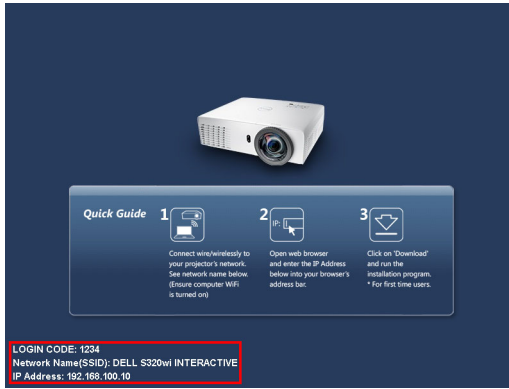 Quick Guide
1
Connect wire/wirelessly to
your projector's network.
See network name below.
(Ensure computer WiFi
is turned on)
2
IP:
Open web browser
and enter the IP Address
below into your browser's
address bar.
3
Click on 'Download'
and run the
installation program.
* For first time users.
LOGIN CODE: 1234
Network Name(SSID): DELL S320wi INTERACTIVE
IP Address: 192.168.100.10